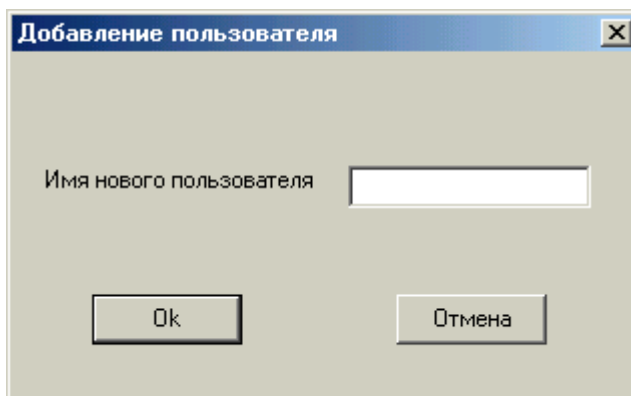 Добавление пользователя
Имя нового пользователя
Ok
Отмена